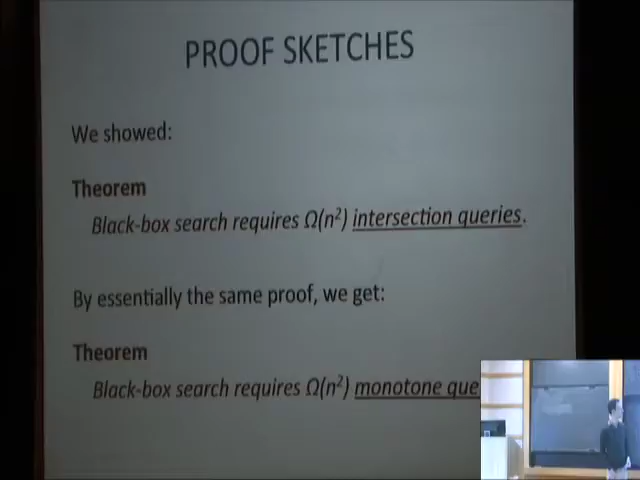 PROOF SKETCHES
We showed:
Theorem
Black-box search requires Ω(n²) intersection queries.
By essentially the same proof, we get:
Theorem
Black-box search requires Ω(n²) monotone que